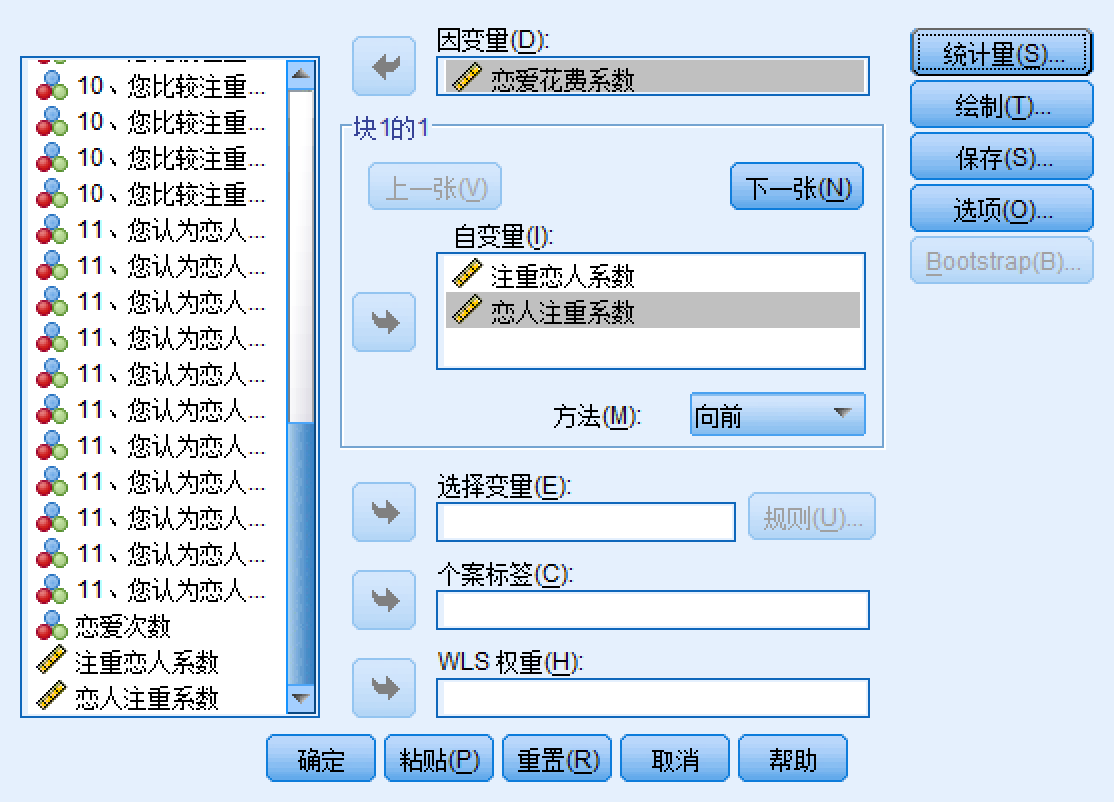 10、您比较注重...
10、您比较注重...
10、您比较注重...
10、您比较注重...
11、您认为恋人...
11、您认为恋人...
11、您认为恋人...
11、您认为恋人...
11、您认为恋人...
11、您认为恋人...
11、您认为恋人...
11、您认为恋人...
11、您认为恋人...
11、您认为恋人...
11、您认为恋人...
恋爱次数
注重恋人系数
恋人注重系数
因变量(D):
恋爱花费系数
块1的1
上一张(V)
下一张(N)
自变量(I):
注重恋人系数
恋人注重系数
方法(M):
向前
选择变量(E):
规则(U)...
个案标签(C):
WLS 权重(H):
统计量(S)...
绘制(T)...
保存(S)...
选项(O)...
Bootstrap(B)...
确定
粘贴(P)
重置(R)
取消
帮助